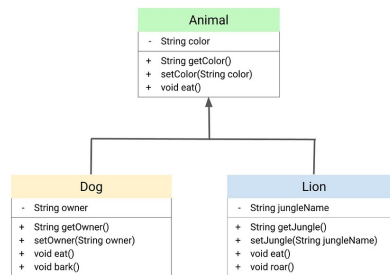 Animal
- String color
+ String getColor()
+ setColor(String color)
+ void eat()
Dog
- String owner
+ String getOwner()
+ setOwner(String owner)
+ void eat()
+ void bark()
Lion
- String jungleName
+ String getJungle()
+ setJungle(String jungleName)
+ void eat()
+ void roar()